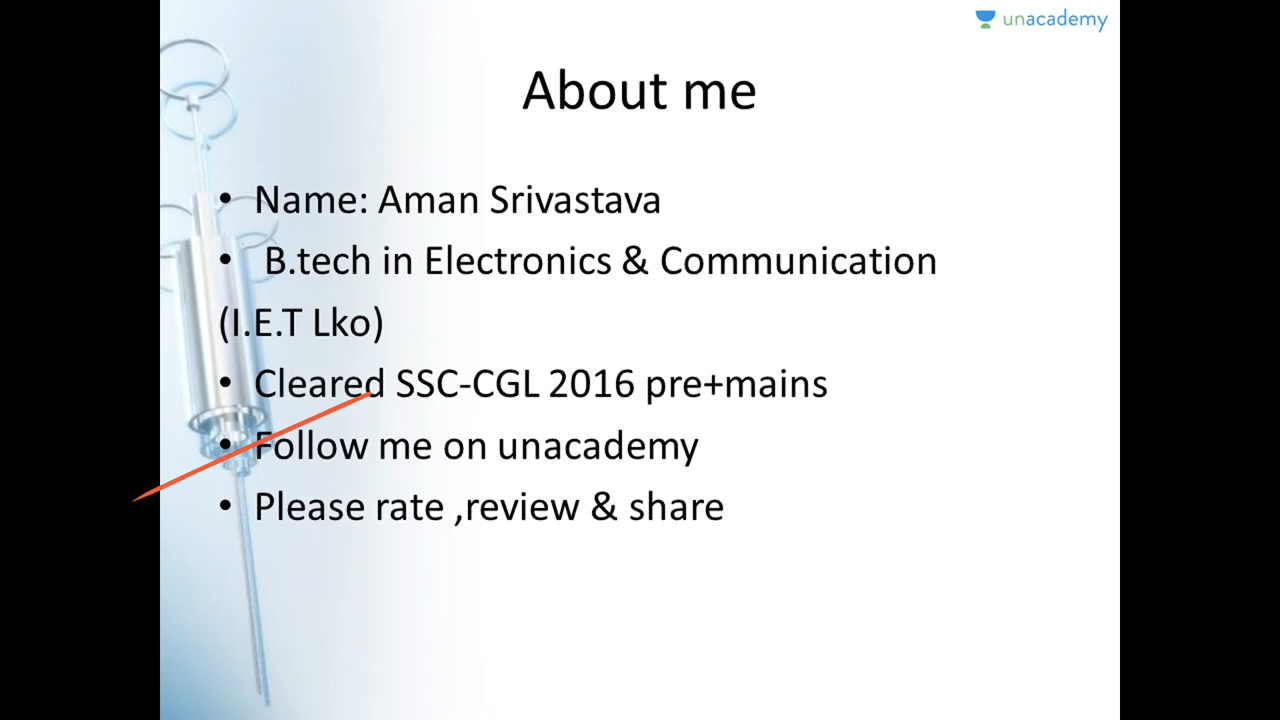 unacademy
About me
• Name: Aman Srivastava
• B.tech in Electronics & Communication
(I.E.T Lko)
• Cleared SSC-CGL 2016 pre+mains
• Follow me on unacademy
• Please rate ,review & share